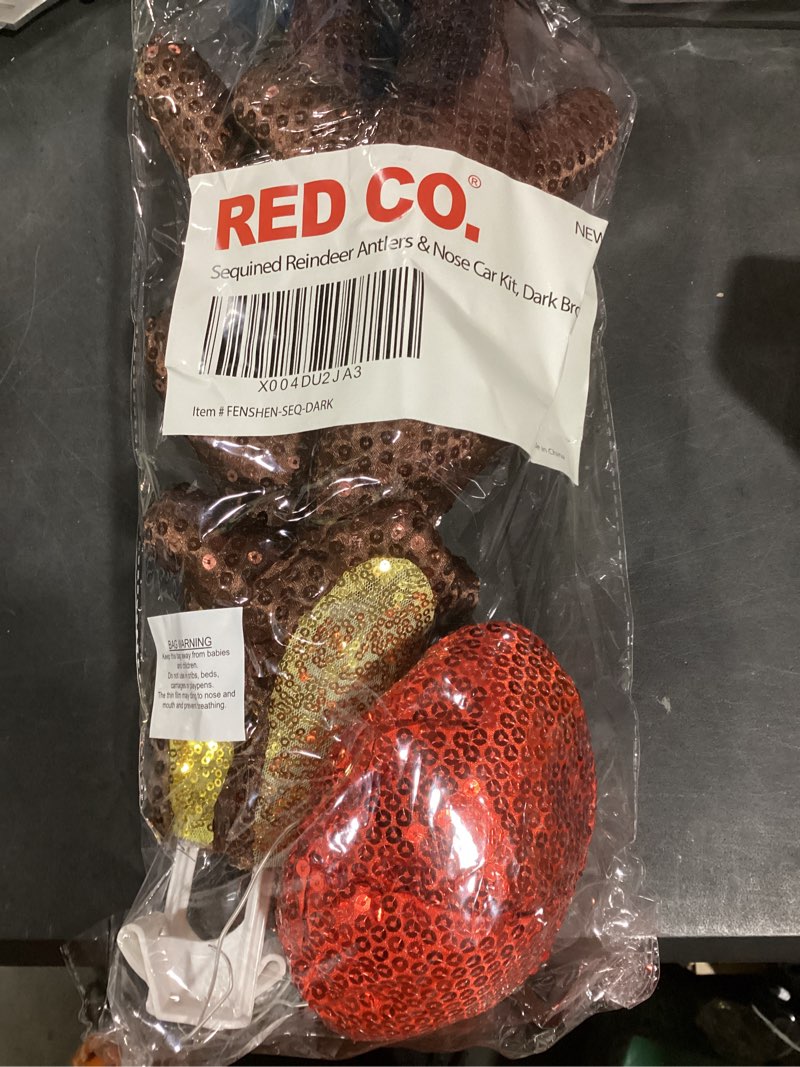 RED CO.®
NEW
Sequined Reindeer Antlers & Nose Car Kit, Dark Bro
X004DU2JA3
Item # FENSHEN-SEQ-DARK
in China
BAG WARNING
Keep this bag away from babies
and children.
Do not use in cribs, beds,
carriages or playpens.
The thin film may cling to nose and
mouth and prevent breathing.